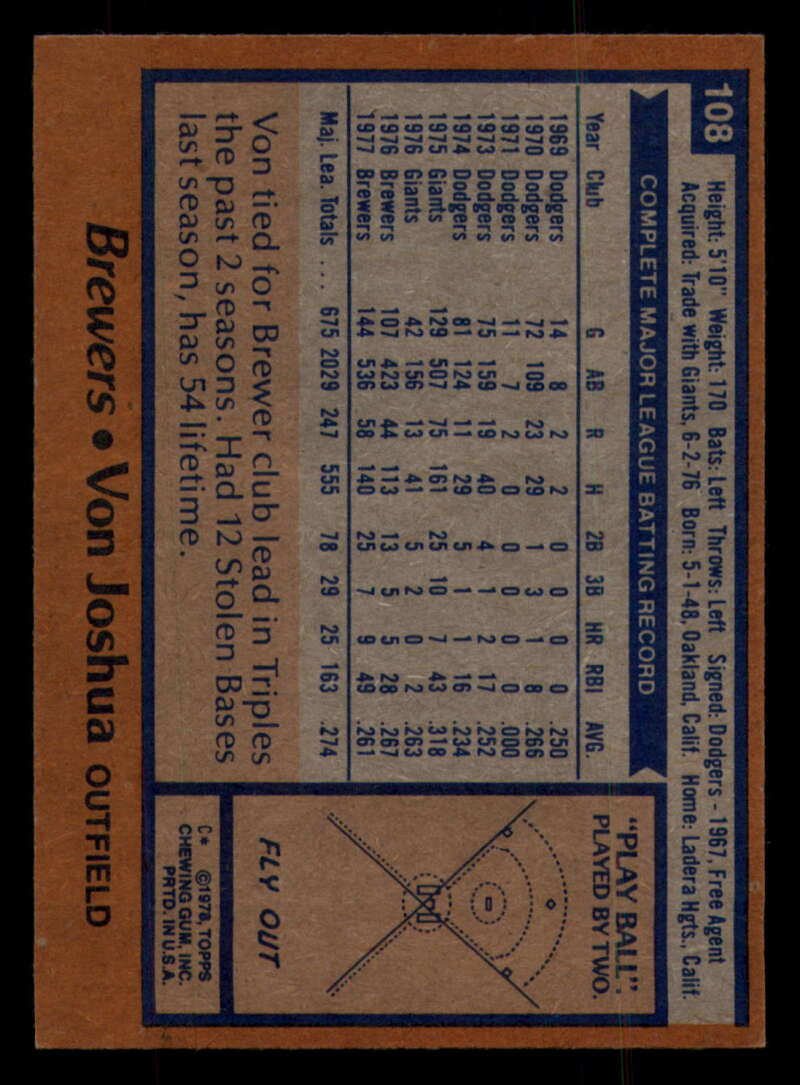 108
Height: 5'10" Weight: 170 Bats: Left Throws: Left Signed: Dodgers - 1967, Free Agent
Acquired: Trade with Giants, 6-2-76 Born: 5-1-48, Oakland, Calif. Home: Ladera Hgts., Calif.
COMPLETE MAJOR LEAGUE BATTING RECORD
Year Club G AB R H 2B 3B HR RBI AVG.
1969 Dodgers 14 8 2 2 0 0 0 0 .250
1970 Dodgers 72 109 23 29 1 3 1 8 .266
1971 Dodgers 11 7 2 0 0 0 0 0 .000
1973 Dodgers 75 159 19 40 4 1 2 17 .252
1974 Dodgers 81 124 11 29 5 1 1 16 .234
1975 Giants 129 507 75 161 25 10 7 43 .318
1976 Giants 42 156 13 41 5 2 0 2 .263
1976 Brewers 107 423 44 113 13 5 5 28 .267
1977 Brewers 144 536 58 140 25 7 9 49 .261
Maj. Lea. Totals ... 675 2029 247 555 78 29 25 163 .274
Von tied for Brewer club lead in Triples
the past 2 seasons. Had 12 Stolen Bases
last season, has 54 lifetime.
"PLAY BALL":
PLAYED BY TWO.
FLY OUT
C* ©1978, TOPPS
CHEWING GUM, INC.
PRTD. IN U.S.A.
Brewers • Von Joshua OUTFIELD